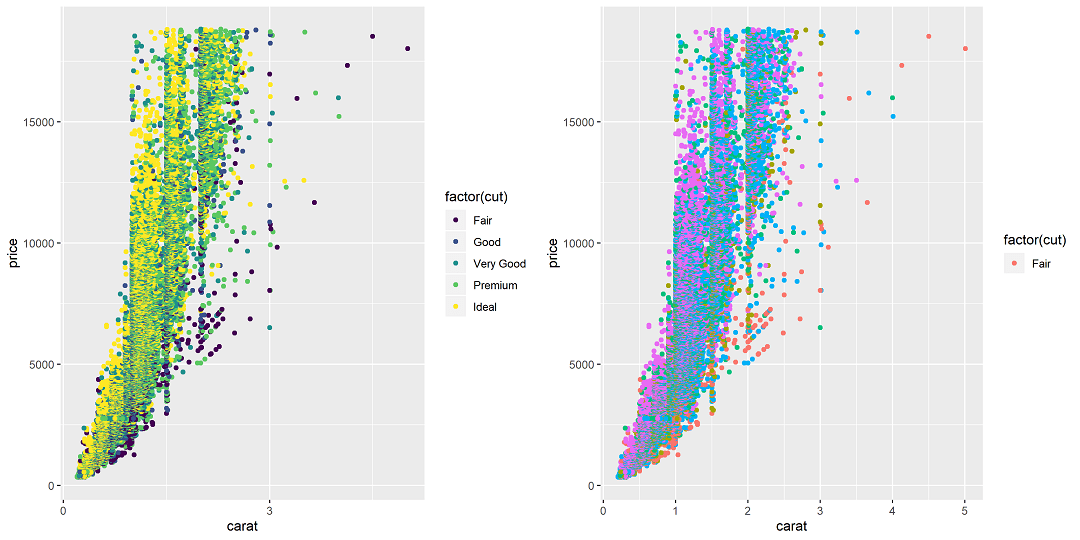 price
15000
10000
5000
0
0
3
carat
factor(cut)
Fair
Good
Very Good
Premium
Ideal
price
15000
10000
5000
0
0
1
2
3
4
5
carat
factor(cut)
Fair